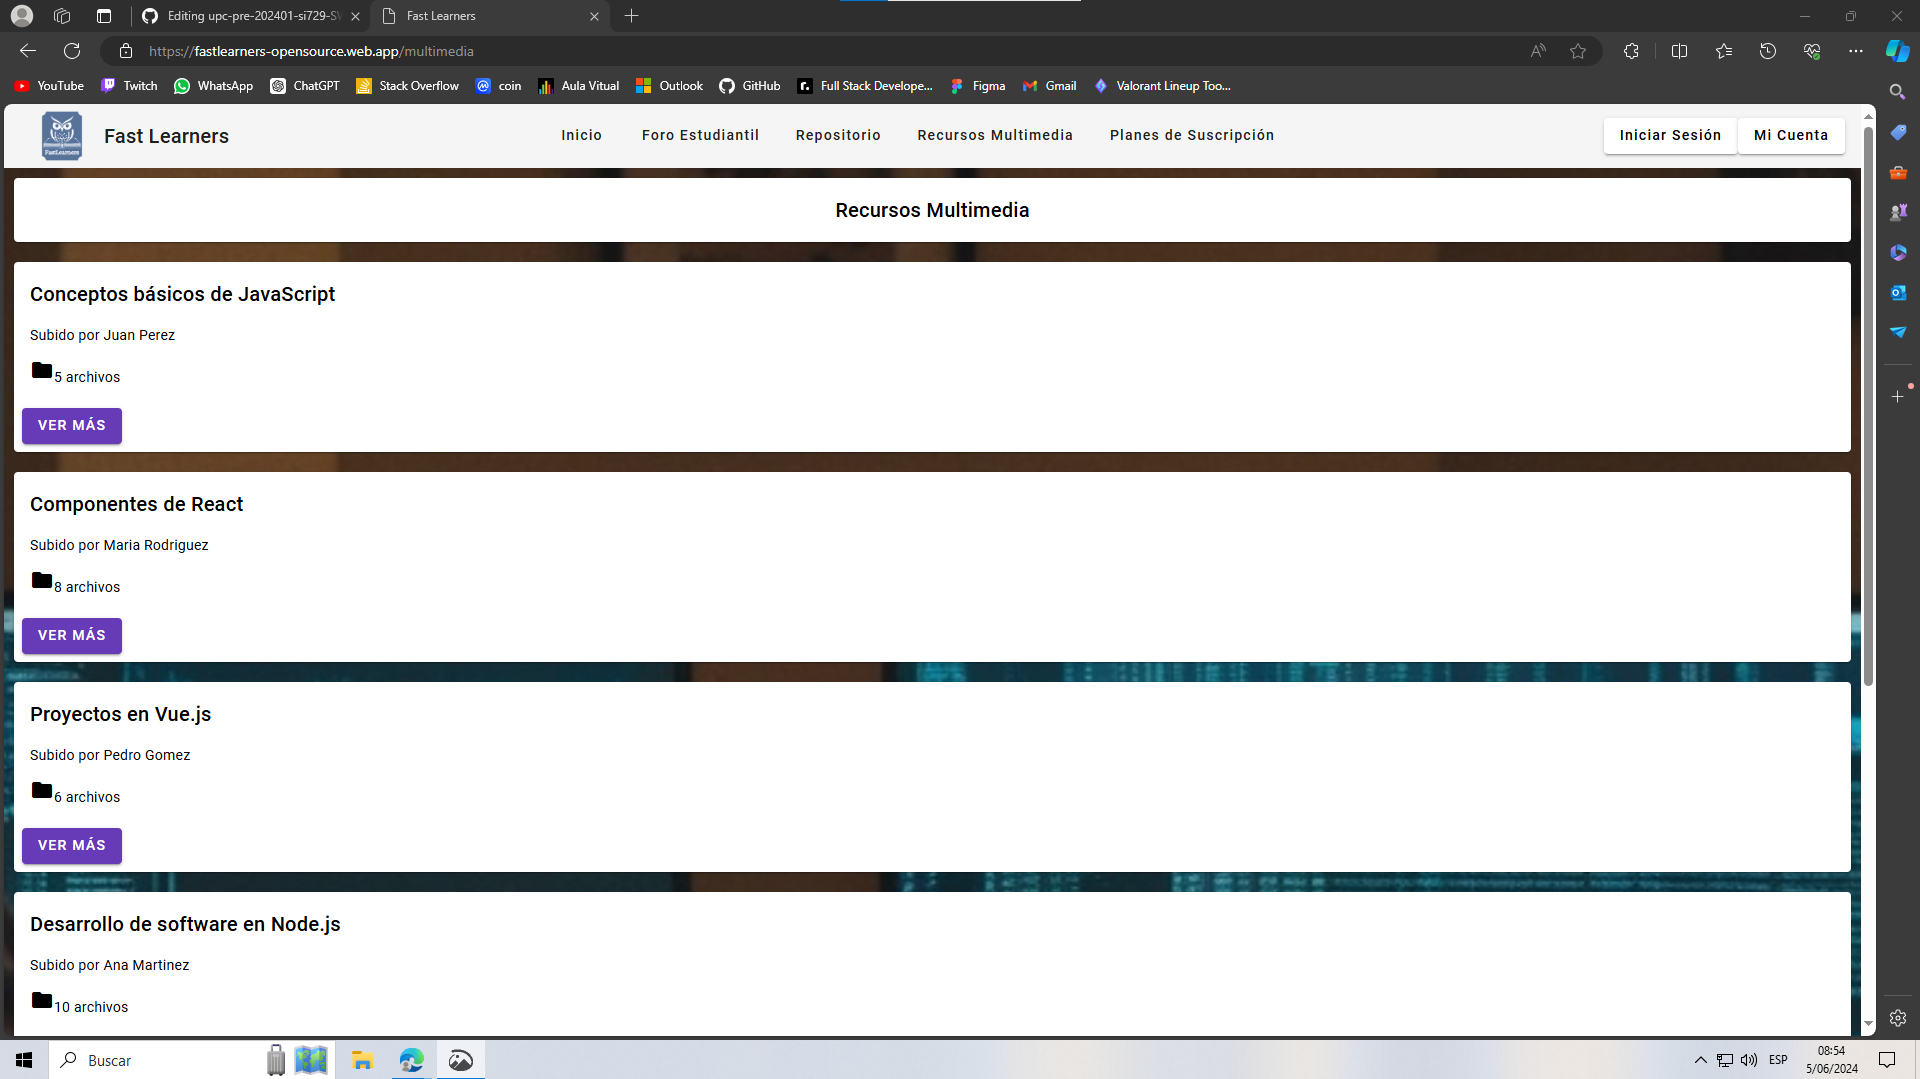 Editing upc-pre-202401-si729-SW
Fast Learners
https://fastlearners-opensource.web.app/multimedia
YouTube Twitch WhatsApp ChatGPT Stack Overflow coin Aula Vitual Outlook GitHub Full Stack Develope... Figma Gmail Valorant Lineup Too...
FastLearners
Fast Learners Inicio Foro Estudiantil Repositorio Recursos Multimedia Planes de Suscripción Iniciar Sesión Mi Cuenta
Recursos Multimedia
Conceptos básicos de JavaScript
Subido por Juan Perez
5 archivos
VER MÁS
Componentes de React
Subido por Maria Rodriguez
8 archivos
VER MÁS
Proyectos en Vue.js
Subido por Pedro Gomez
6 archivos
VER MÁS
Desarrollo de software en Node.js
Subido por Ana Martinez
10 archivos
Buscar
ESP
08:54
5/06/2024